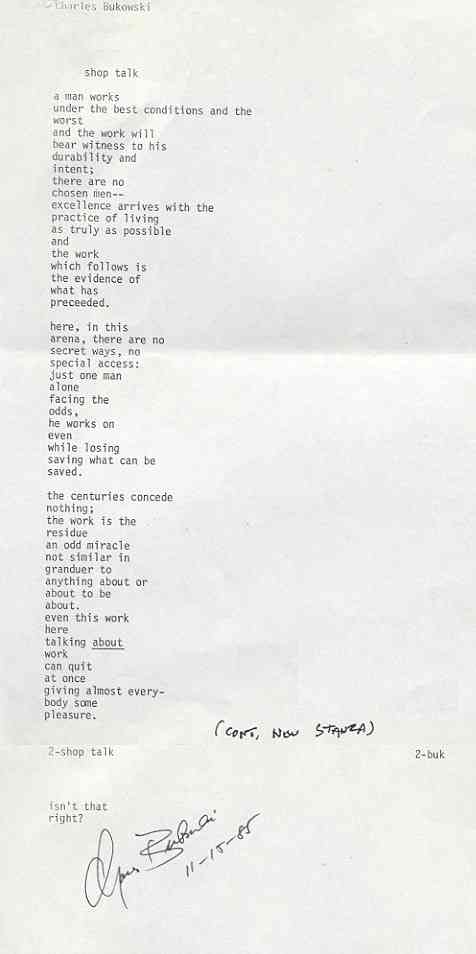 Charles Bukowski
shop talk
a man works
under the best conditions and the
worst
and the work will
bear witness to his
durability and
intent;
there are no
chosen men--
excellence arrives with the
practice of living
as truly as possible
and
the work
which follows is
the evidence of
what has
preceeded.
here, in this
arena, there are no
secret ways, no
special access:
just one man
alone
facing the
odds,
he works on
even
while losing
saving what can be
saved.
the centuries concede
nothing;
the work is the
residue
an odd miracle
not similar in
granduer to
anything about or
about to be
about.
even this work
here
talking about
work
can quit
at once
giving almost every-
body some
pleasure.
(CONT, NEW STANZA)
2-shop talk
2-buk
isn't that
right?
Bukowski
11-15-85